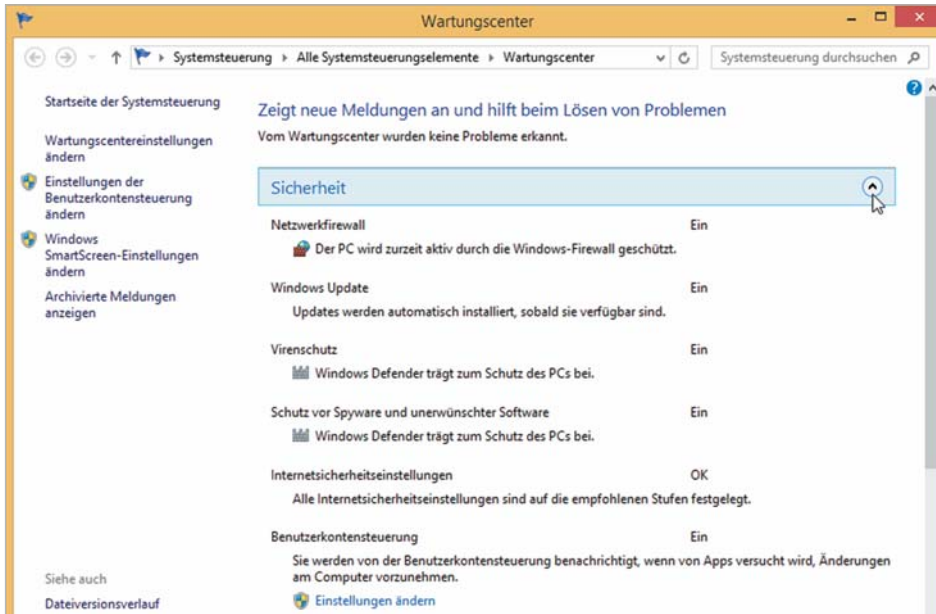 Wartungscenter
Systemsteuerung ▸ Alle Systemsteuerungselemente ▸ Wartungscenter
Systemsteuerung durchsuchen
Startseite der Systemsteuerung
Wartungscentereinstellungen
ändern
Einstellungen der
Benutzerkontensteuerung
ändern
Windows
SmartScreen-Einstellungen
ändern
Archivierte Meldungen
anzeigen
Siehe auch
Dateiversionsverlauf
Zeigt neue Meldungen an und hilft beim Lösen von Problemen
Vom Wartungscenter wurden keine Probleme erkannt.
Sicherheit
Netzwerkfirewall Ein
Der PC wird zurzeit aktiv durch die Windows-Firewall geschützt.
Windows Update Ein
Updates werden automatisch installiert, sobald sie verfügbar sind.
Virenschutz Ein
Windows Defender trägt zum Schutz des PCs bei.
Schutz vor Spyware und unerwünschter Software Ein
Windows Defender trägt zum Schutz des PCs bei.
Internetsicherheitseinstellungen OK
Alle Internetsicherheitseinstellungen sind auf die empfohlenen Stufen festgelegt.
Benutzerkontensteuerung Ein
Sie werden von der Benutzerkontensteuerung benachrichtigt, wenn von Apps versucht wird, Änderungen
am Computer vorzunehmen.
Einstellungen ändern